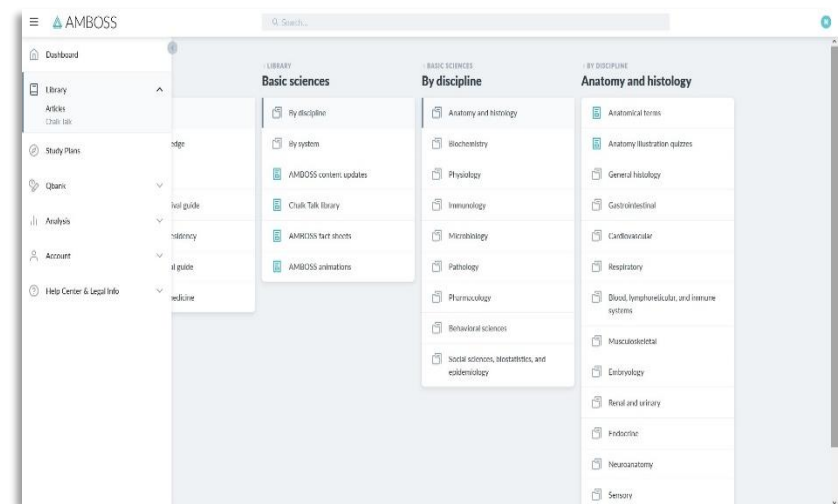 AMBOSS
Search...
N
Dashboard
Library
Articles
Chalk Talk
Study Plans
Qbank
Analysis
Account
Help Center & Legal Info
edge
ival guide
esidency
al guide
medicine
LIBRARY
Basic sciences
By discipline
By system
AMBOSS content updates
Chalk Talk library
AMBOSS fact sheets
AMBOSS animations
BASIC SCIENCES
By discipline
Anatomy and histology
Biochemistry
Physiology
Immunology
Microbiology
Pathology
Pharmacology
Behavioral sciences
Social sciences, biostatistics, and
epidemiology
BY DISCIPLINE
Anatomy and histology
Anatomical terms
Anatomy illustration quizzes
General histology
Gastrointestinal
Cardiovascular
Respiratory
Blood, lymphoreticular, and immune
systems
Musculoskeletal
Embryology
Renal and urinary
Endocrine
Neuroanatomy
Sensory